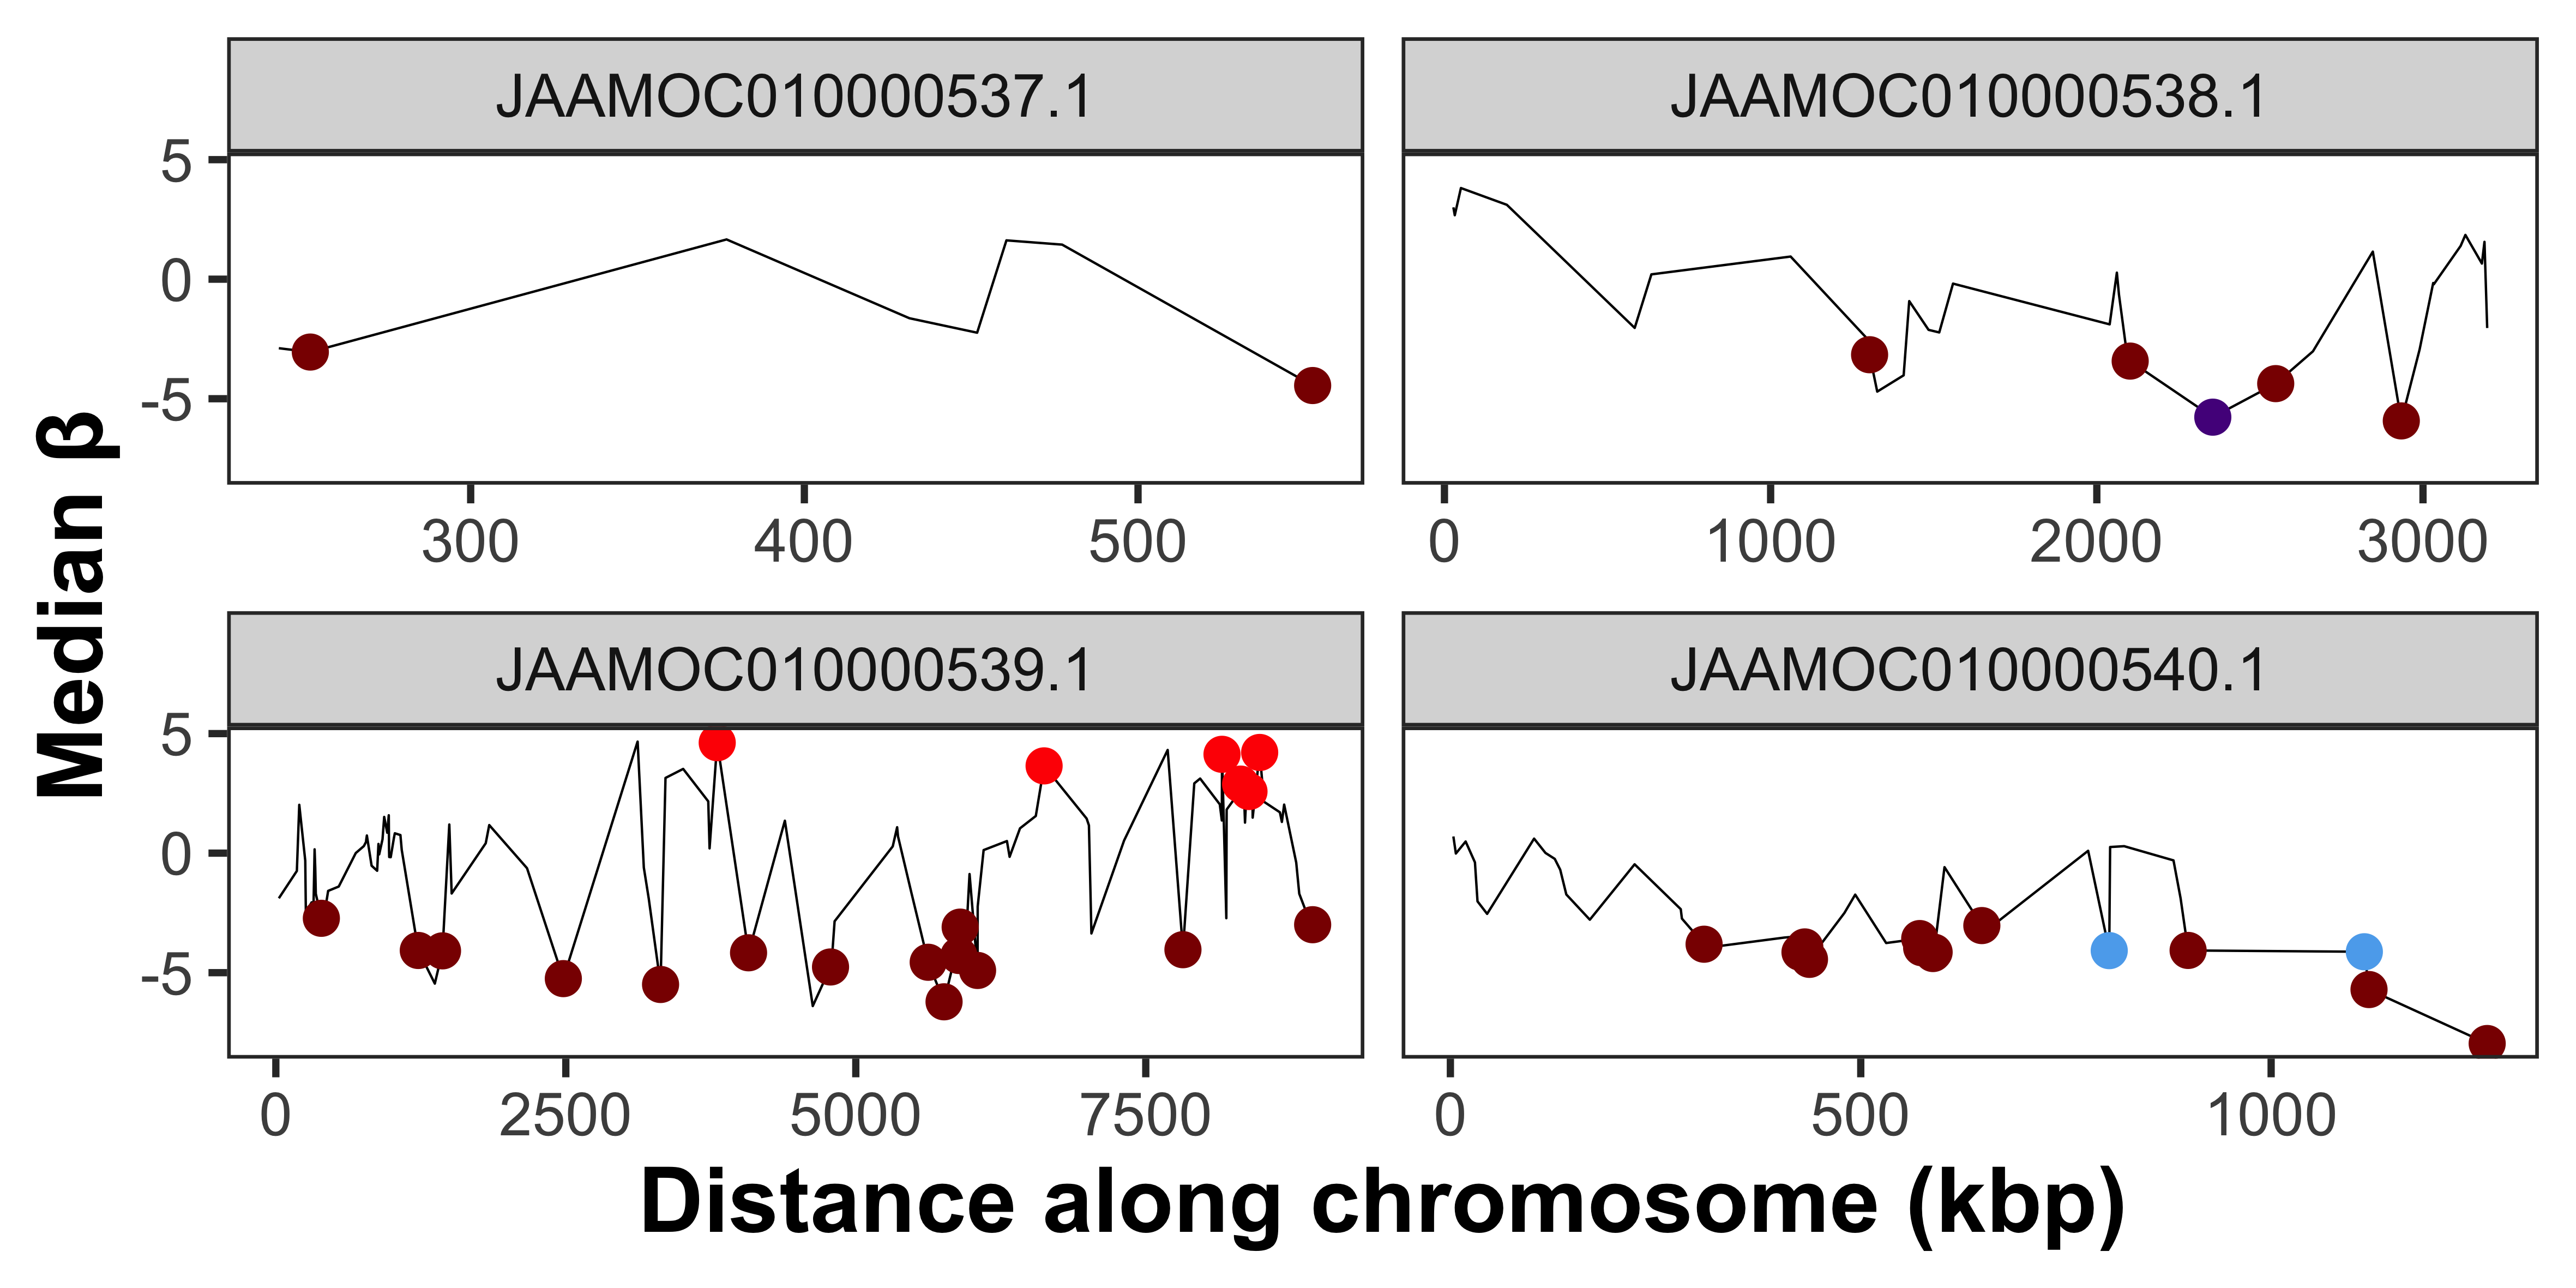 JAAMOC010000537.1
JAAMOC010000538.1
5
0
-5
300 400 500
0 1000 2000 3000
JAAMOC010000539.1
JAAMOC010000540.1
5
0
-5
0 2500 5000 7500
0 500 1000
Median β
Distance along chromosome (kbp)